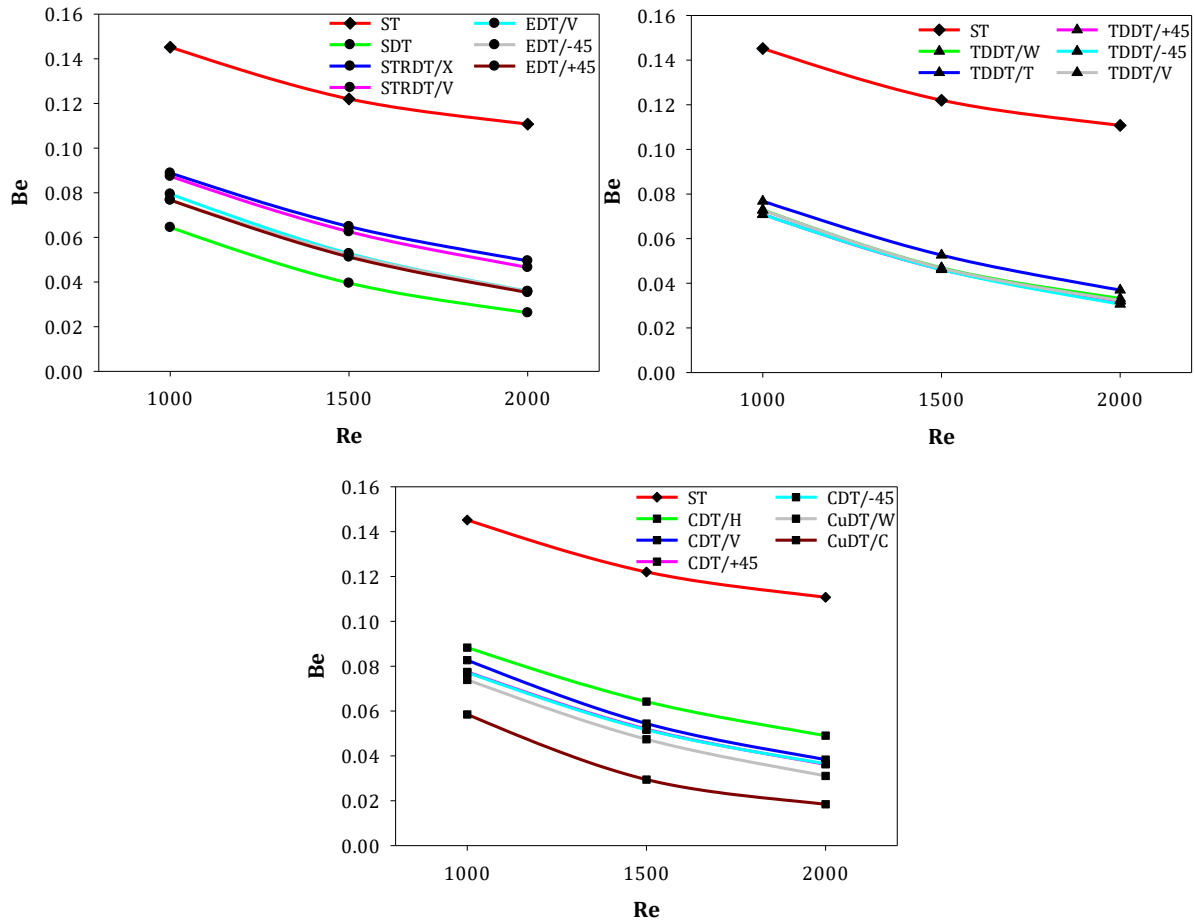 0.16
0.14
0.12
0.10
0.08
0.06
0.04
0.02
0.00
Be
ST
SDT
STRDT/X
STRDT/V
EDT/V
EDT/-45
EDT/+45
1000 1500 2000
Re
0.16
0.14
0.12
0.10
0.08
0.06
0.04
0.02
0.00
Be
ST
TDDT/W
TDDT/T
TDDT/+45
TDDT/-45
TDDT/V
1000 1500 2000
Re
0.16
0.14
0.12
0.10
0.08
0.06
0.04
0.02
0.00
Be
ST
CDT/H
CDT/V
CDT/+45
CDT/-45
CuDT/W
CuDT/C
1000 1500 2000
Re